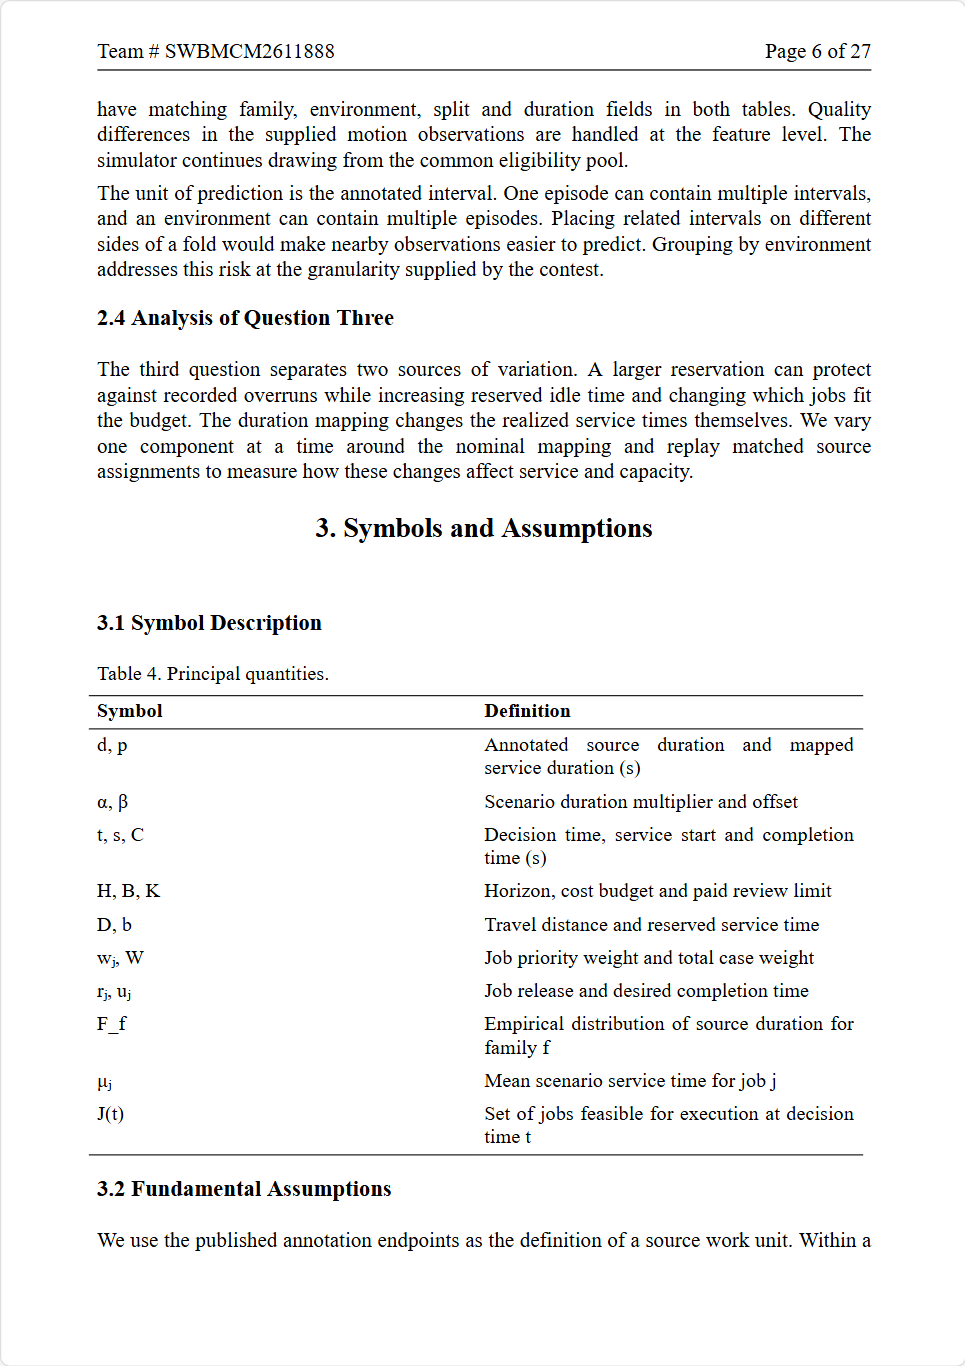 Team # SWBMCM2611888 Page 6 of 27
have matching family, environment, split and duration fields in both tables. Quality
differences in the supplied motion observations are handled at the feature level. The
simulator continues drawing from the common eligibility pool.
The unit of prediction is the annotated interval. One episode can contain multiple intervals,
and an environment can contain multiple episodes. Placing related intervals on different
sides of a fold would make nearby observations easier to predict. Grouping by environment
addresses this risk at the granularity supplied by the contest.
2.4 Analysis of Question Three
The third question separates two sources of variation. A larger reservation can protect
against recorded overruns while increasing reserved idle time and changing which jobs fit
the budget. The duration mapping changes the realized service times themselves. We vary
one component at a time around the nominal mapping and replay matched source
assignments to measure how these changes affect service and capacity.
3. Symbols and Assumptions
3.1 Symbol Description
Table 4. Principal quantities.
Symbol Definition
d, p Annotated source duration and mapped
service duration (s)
α, β Scenario duration multiplier and offset
t, s, C Decision time, service start and completion
time (s)
H, B, K Horizon, cost budget and paid review limit
D, b Travel distance and reserved service time
wⱼ, W Job priority weight and total case weight
rⱼ, uⱼ Job release and desired completion time
F_f Empirical distribution of source duration for
family f
μⱼ Mean scenario service time for job j
J(t) Set of jobs feasible for execution at decision
time t
3.2 Fundamental Assumptions
We use the published annotation endpoints as the definition of a source work unit. Within a